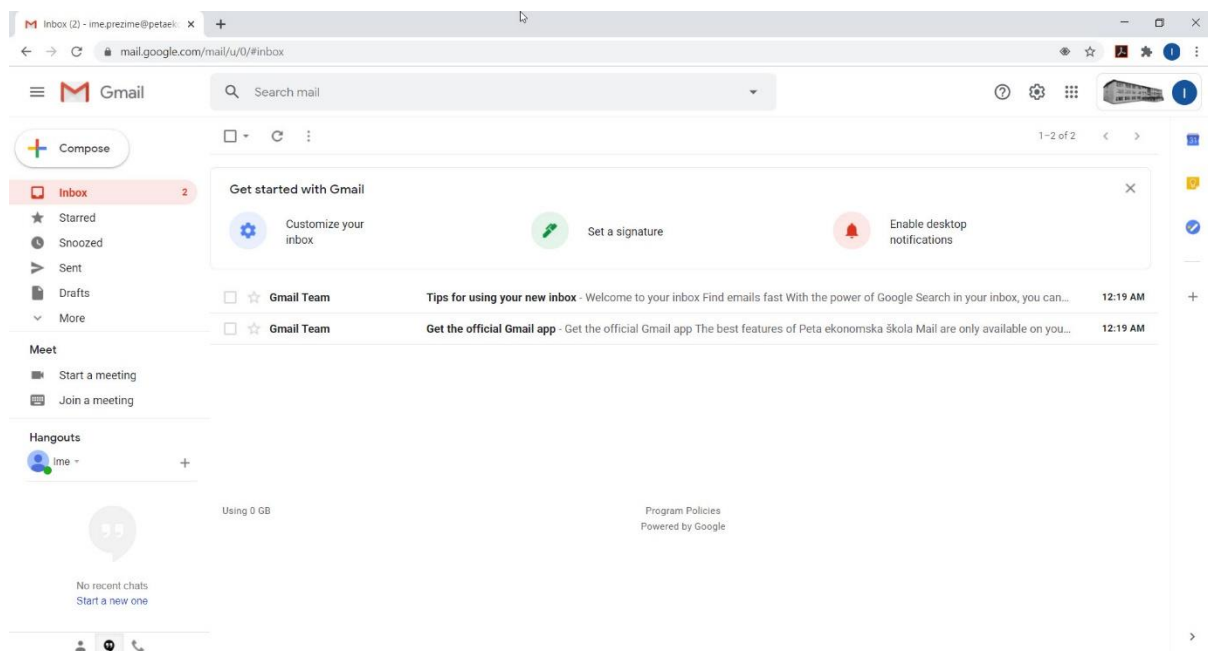 Inbox (2) - ime.prezime@petaek
mail.google.com/mail/u/0/#inbox
I
Gmail
Search mail
I
Compose
1–2 of 2
31
Inbox 2
Starred
Snoozed
Sent
Drafts
More
Get started with Gmail
Customize your
inbox
Set a signature
Enable desktop
notifications
Gmail Team Tips for using your new inbox - Welcome to your inbox Find emails fast With the power of Google Search in your inbox, you can... 12:19 AM
Gmail Team Get the official Gmail app - Get the official Gmail app The best features of Peta ekonomska škola Mail are only available on you... 12:19 AM
Meet
Start a meeting
Join a meeting
Hangouts
Ime
No recent chats
Start a new one
Using 0 GB
Program Policies
Powered by Google